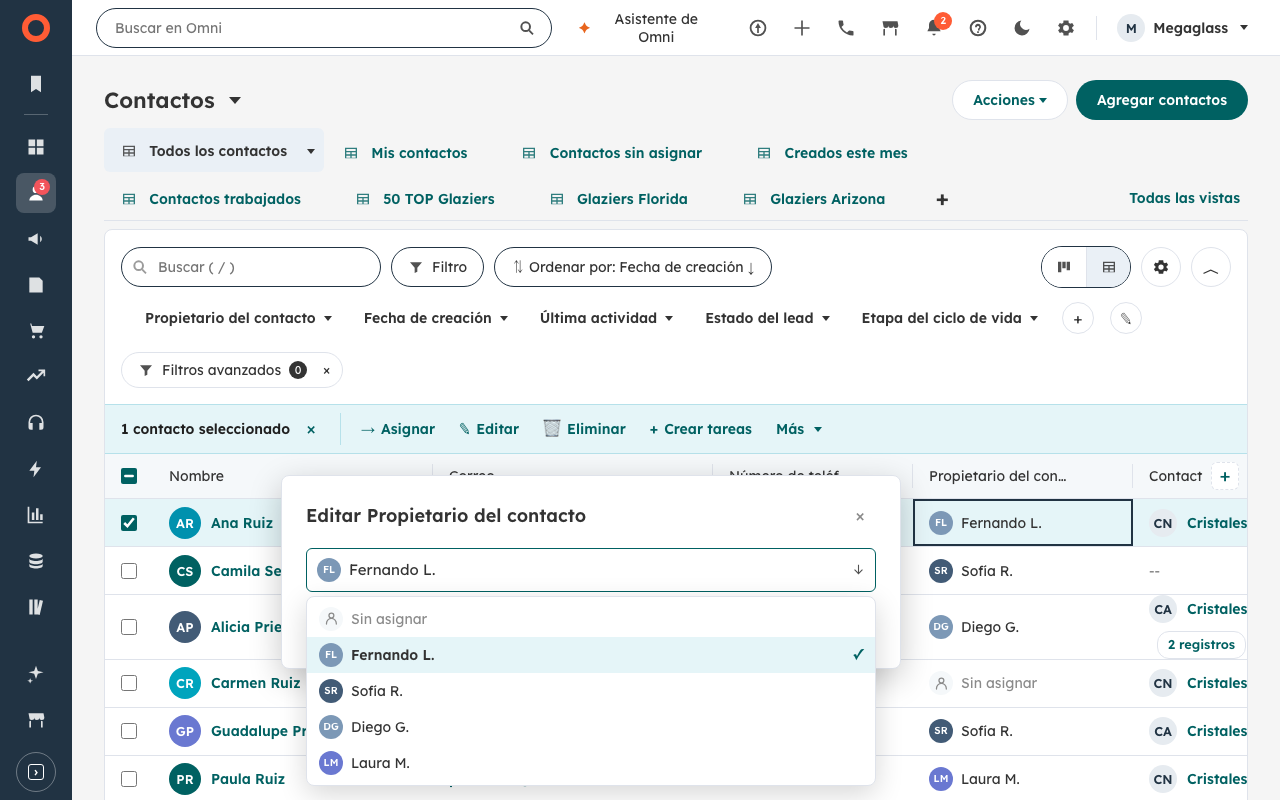 Buscar en Omni
Asistente de
Omni
2
M
Megaglass
3
Contactos
Acciones
Agregar contactos
Todos los contactos
Mis contactos
Contactos sin asignar
Creados este mes
Contactos trabajados
50 TOP Glaziers
Glaziers Florida
Glaziers Arizona
+
Todas las vistas
Buscar ( / )
Filtro
Ordenar por: Fecha de creación ↓
Propietario del contacto
Fecha de creación
Última actividad
Estado del lead
Etapa del ciclo de vida
+
Filtros avanzados 0 ×
1 contacto seleccionado ×
→ Asignar
Editar
Eliminar
+ Crear tareas
Más
Nombre
Correo
Número de teléf
Propietario del con...
Contact
+
AR Ana Ruiz
FL Fernando L.
CN Cristales
CS Camila Se
SR Sofía R.
--
AP Alicia Prie
DG Diego G.
CA Cristales
2 registros
CR Carmen Ruiz
Sin asignar
CN Cristales
GP Guadalupe Pr
SR Sofía R.
CA Cristales
PR Paula Ruiz
LM Laura M.
CN Cristales
Editar Propietario del contacto
×
FL Fernando L. ↓
Sin asignar
FL Fernando L. ✓
SR Sofía R.
DG Diego G.
LM Laura M.